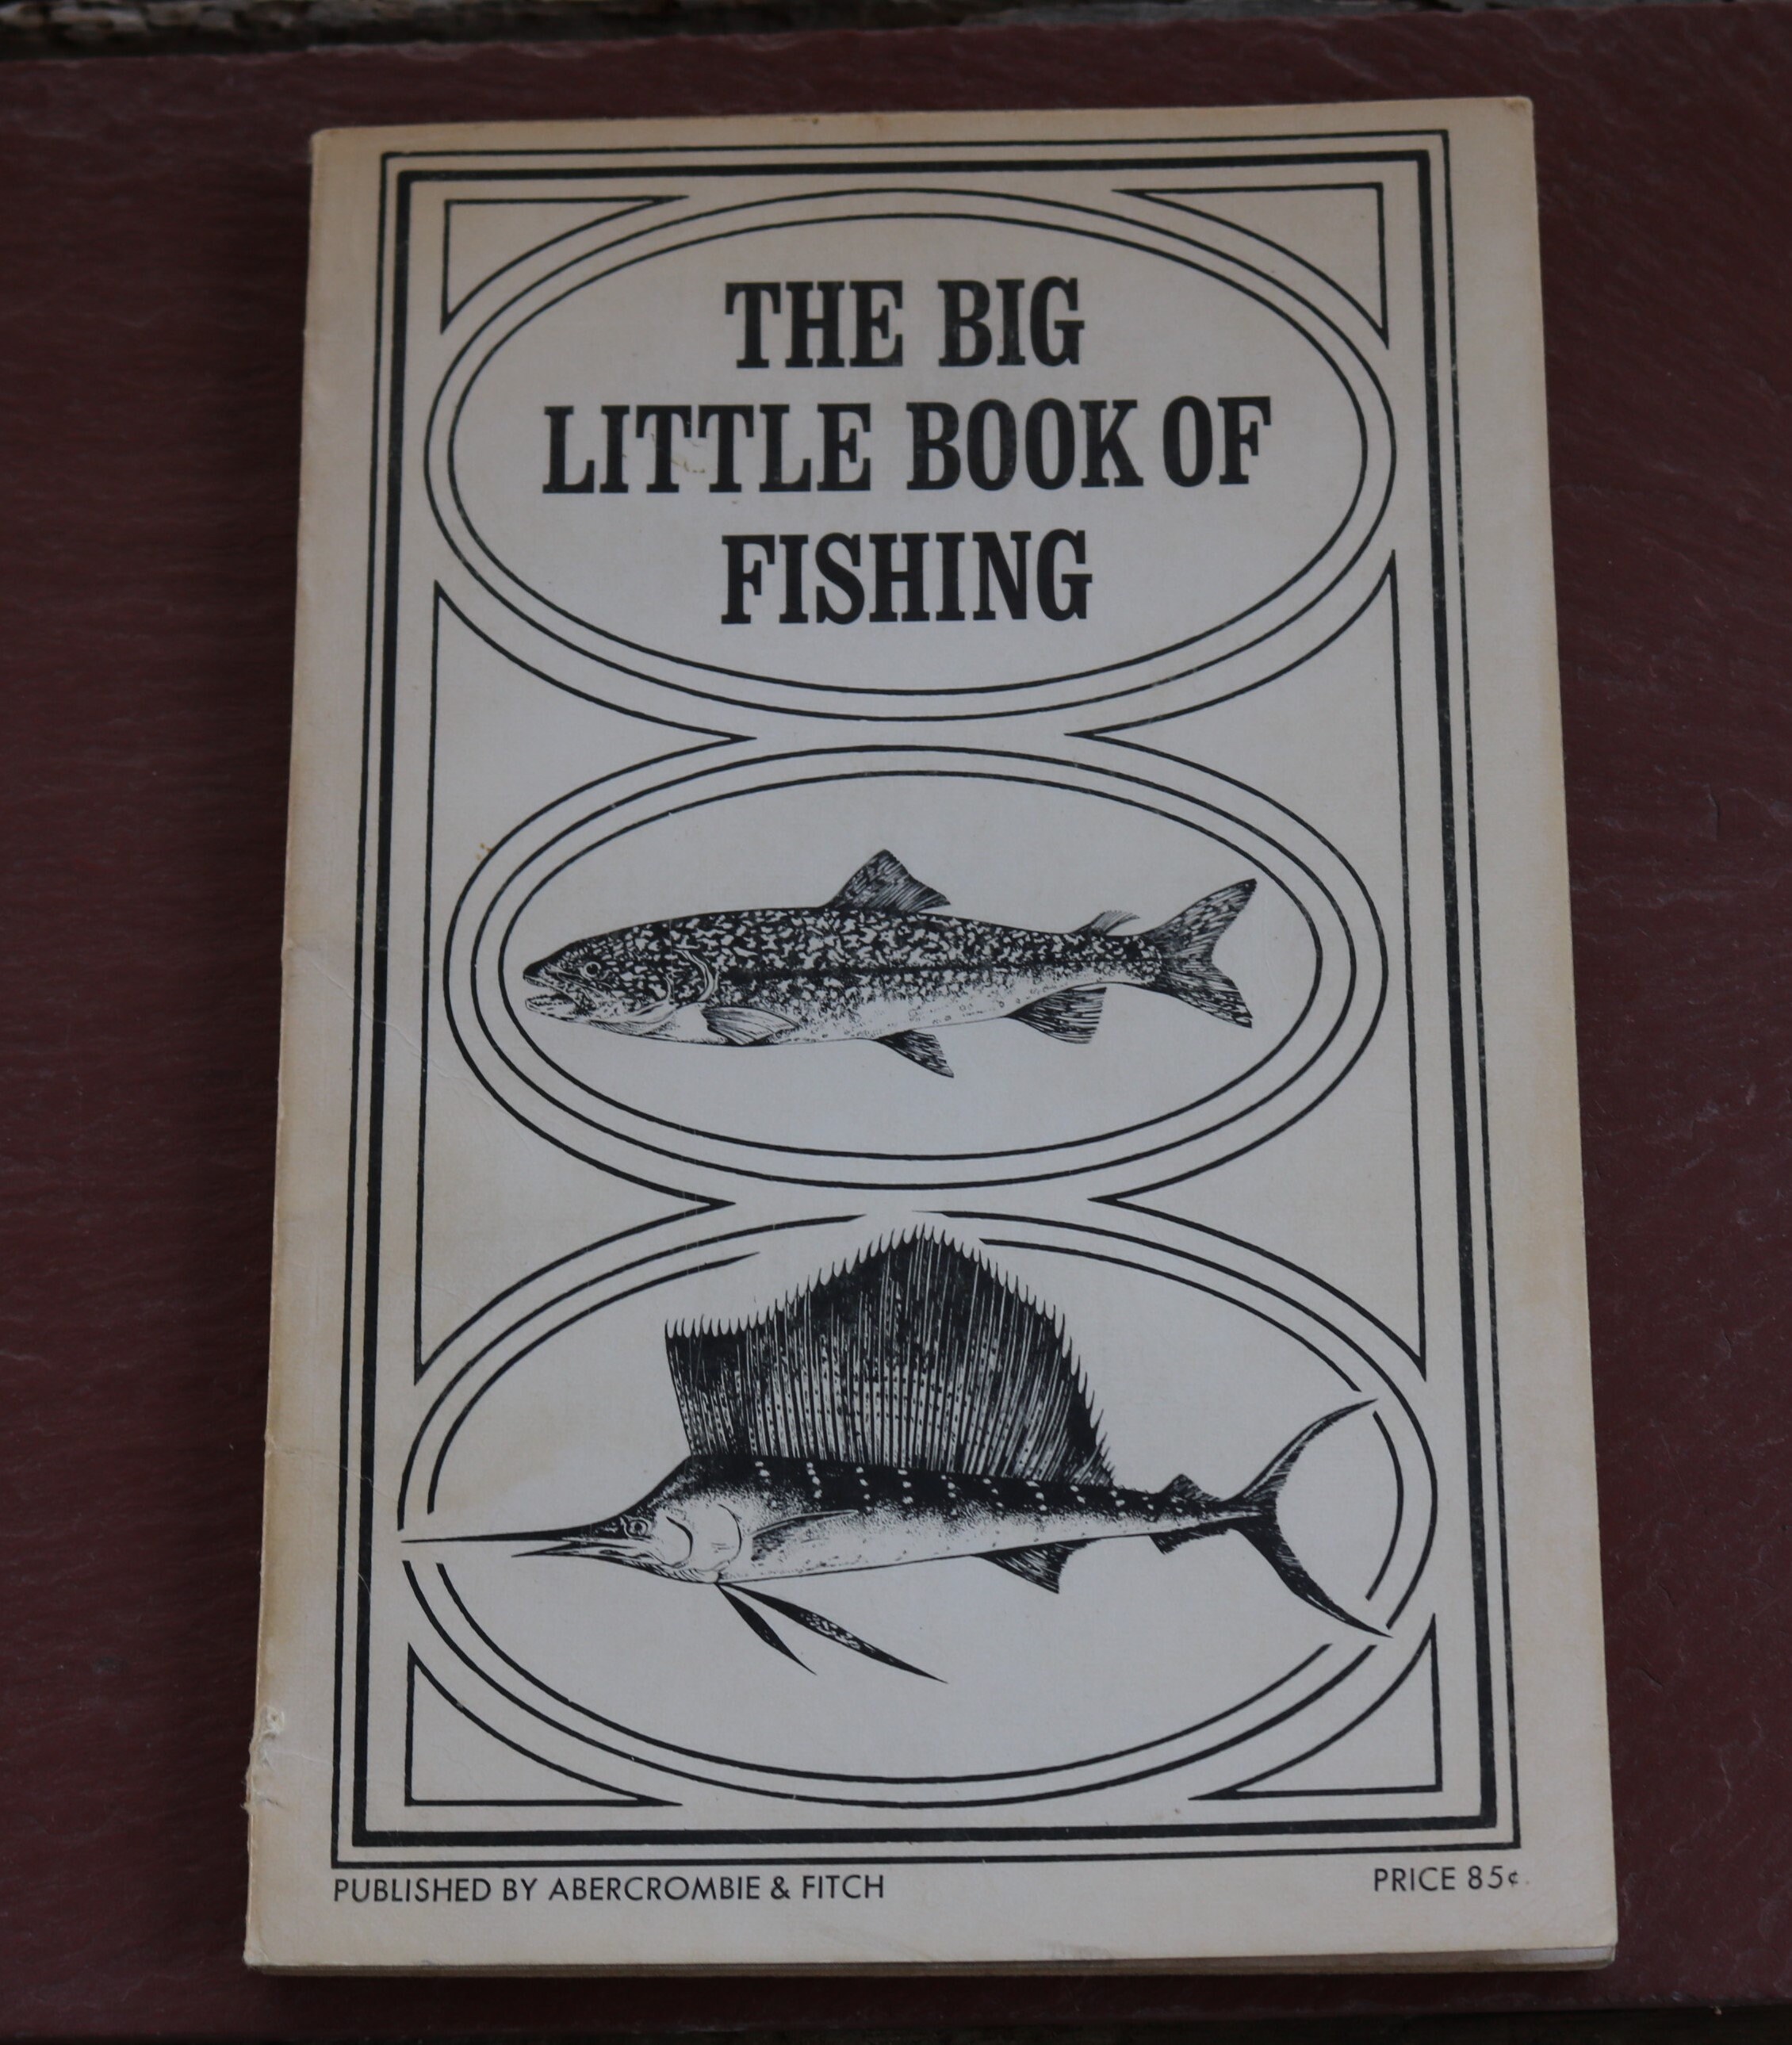 THE BIG
LITTLE BOOK OF
FISHING
PUBLISHED BY ABERCROMBIE & FITCH
PRICE 85¢